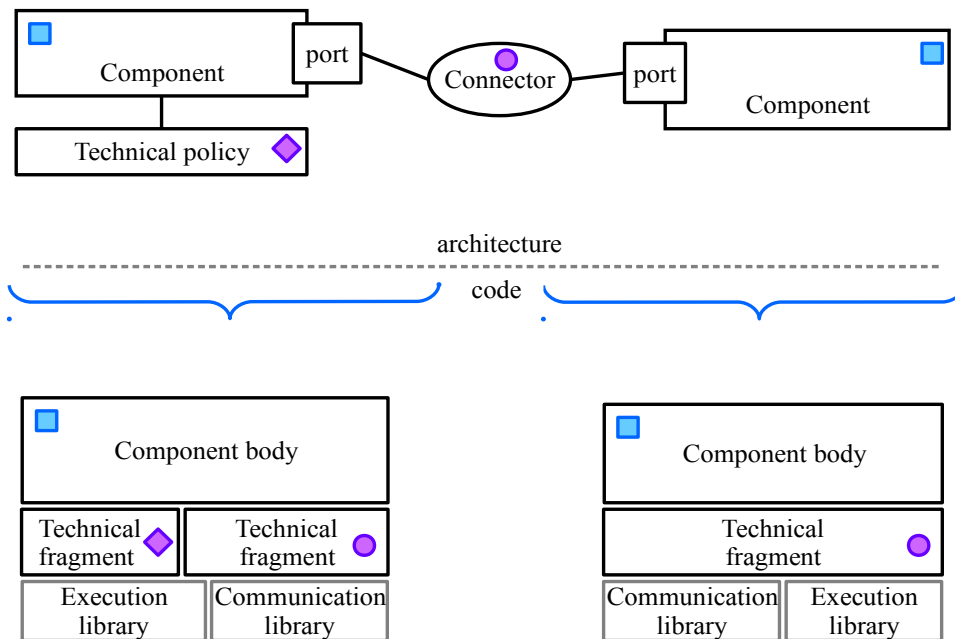 Component
port
Connector
port
Component
Technical policy
architecture
code
Component body
Component body
Technical
fragment
Technical
fragment
Technical
fragment
Execution
library
Communication
library
Communication
library
Execution
library